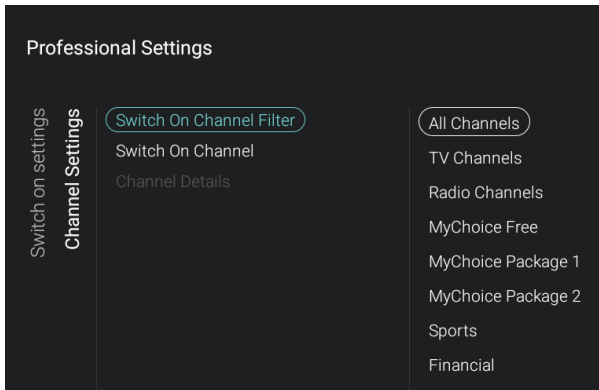 Professional Settings
Switch on settings
Channel Settings
Switch On Channel Filter
Switch On Channel
Channel Details
All Channels
TV Channels
Radio Channels
MyChoice Free
MyChoice Package 1
MyChoice Package 2
Sports
Financial